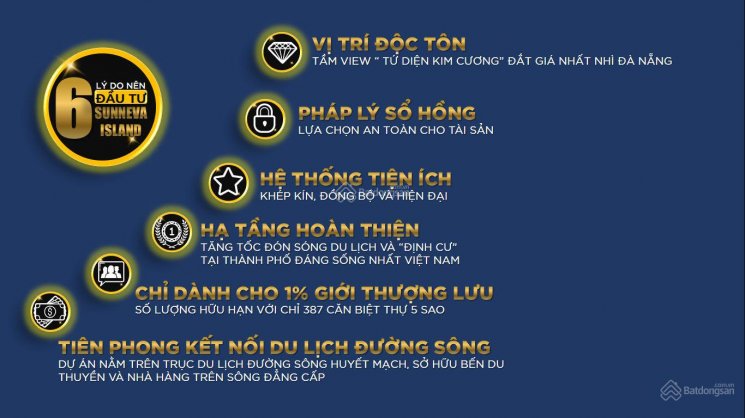 6
LÝ DO NÊN
ĐẦU TƯ
SUNNEVA
ISLAND
VỊ TRÍ ĐỘC TÔN
TẦM VIEW “ TỨ DIỆN KIM CƯƠNG” ĐẮT GIÁ NHẤT NHÌ ĐÀ NẴNG
PHÁP LÝ SỔ HỒNG
LỰA CHỌN AN TOÀN CHO TÀI SẢN
HỆ THỐNG TIỆN ÍCH
KHÉP KÍN, ĐỒNG BỘ VÀ HIỆN ĐẠI
Batdongsan.com.vn
1
HẠ TẦNG HOÀN THIỆN
TĂNG TỐC ĐÓN SÓNG DU LỊCH VÀ “ĐỊNH CƯ”
TẠI THÀNH PHỐ ĐÁNG SỐNG NHẤT VIỆT NAM
CHỈ DÀNH CHO 1% GIỚI THƯỢNG LƯU
SỐ LƯỢNG HỮU HẠN VỚI CHỈ 387 CĂN BIỆT THỰ 5 SAO
$
TIÊN PHONG KẾT NỐI DU LỊCH ĐƯỜNG SÔNG
DỰ ÁN NẰM TRÊN TRỤC DU LỊCH ĐƯỜNG SÔNG HUYẾT MẠCH, SỞ HỮU BẾN DU
THUYỀN VÀ NHÀ HÀNG TRÊN SÔNG ĐẲNG CẤP
Batdongsan.com.vn